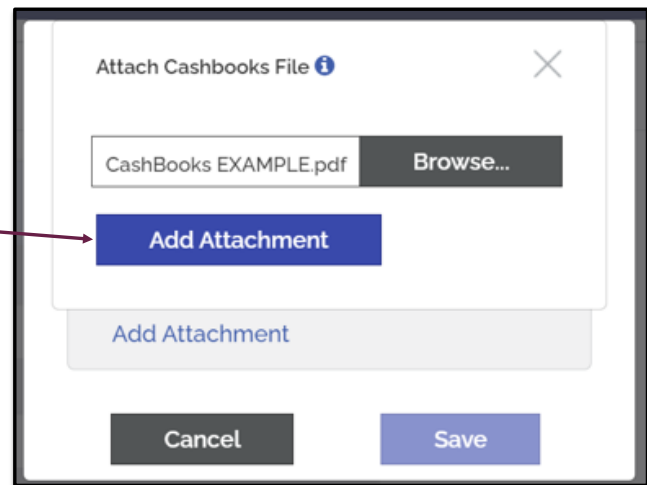 Attach Cashbooks File
CashBooks EXAMPLE.pdf Browse...
Add Attachment
Add Attachment
Cancel Save